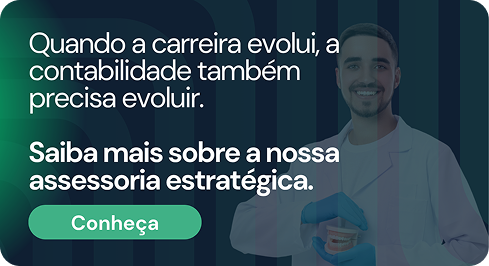 Quando a carreira evolui, a
contabilidade também
precisa evoluir.
Saiba mais sobre a nossa
assessoria estratégica.
Conheça